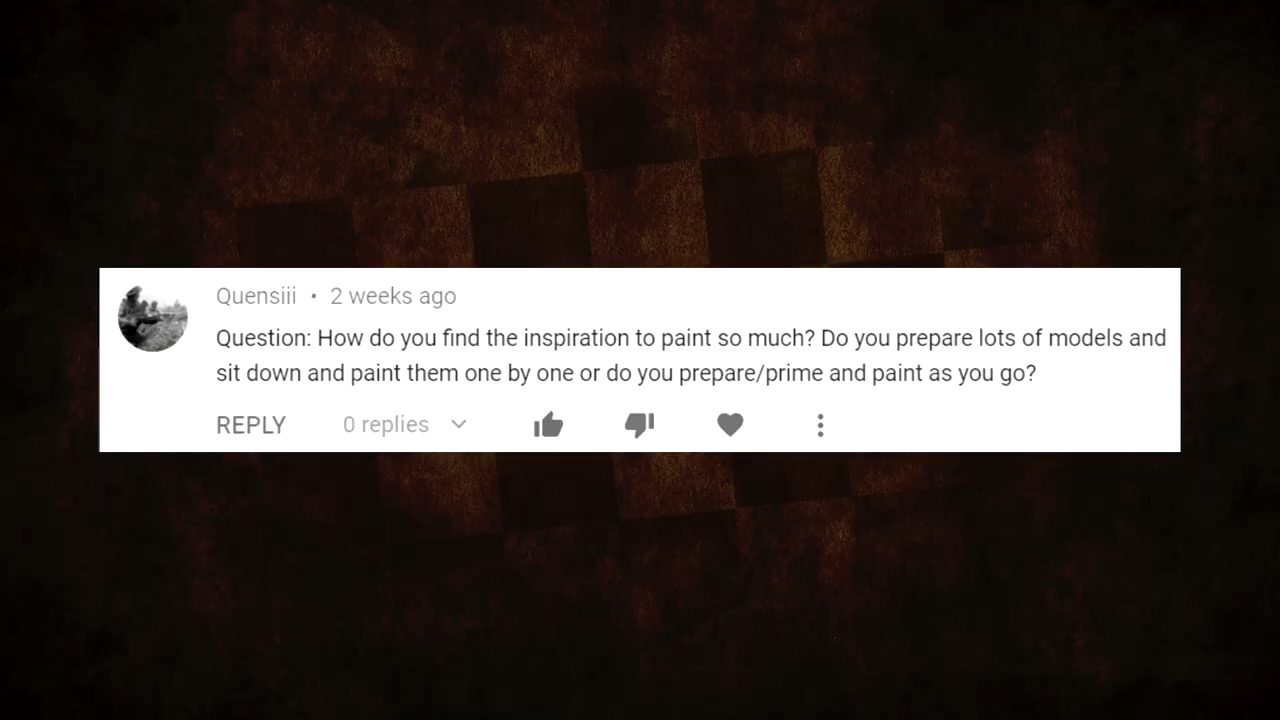 Quensiii • 2 weeks ago
Question: How do you find the inspiration to paint so much? Do you prepare lots of models and
sit down and paint them one by one or do you prepare/prime and paint as you go?
REPLY 0 replies